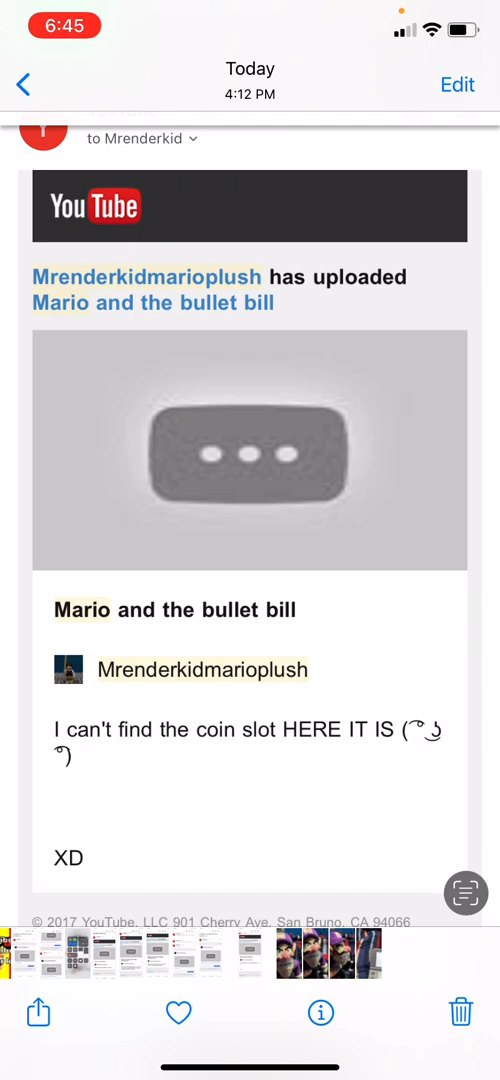 6:45
Today
4:12 PM
Edit
to Mrenderkid
YouTube
Mrenderkidmarioplush has uploaded
Mario and the bullet bill
Mario and the bullet bill
Mrenderkidmarioplush
I can't find the coin slot HERE IT IS ( ͡° ͜ʖ
͡°)
XD
© 2017 YouTube, LLC 901 Cherry Ave, San Bruno, CA 94066